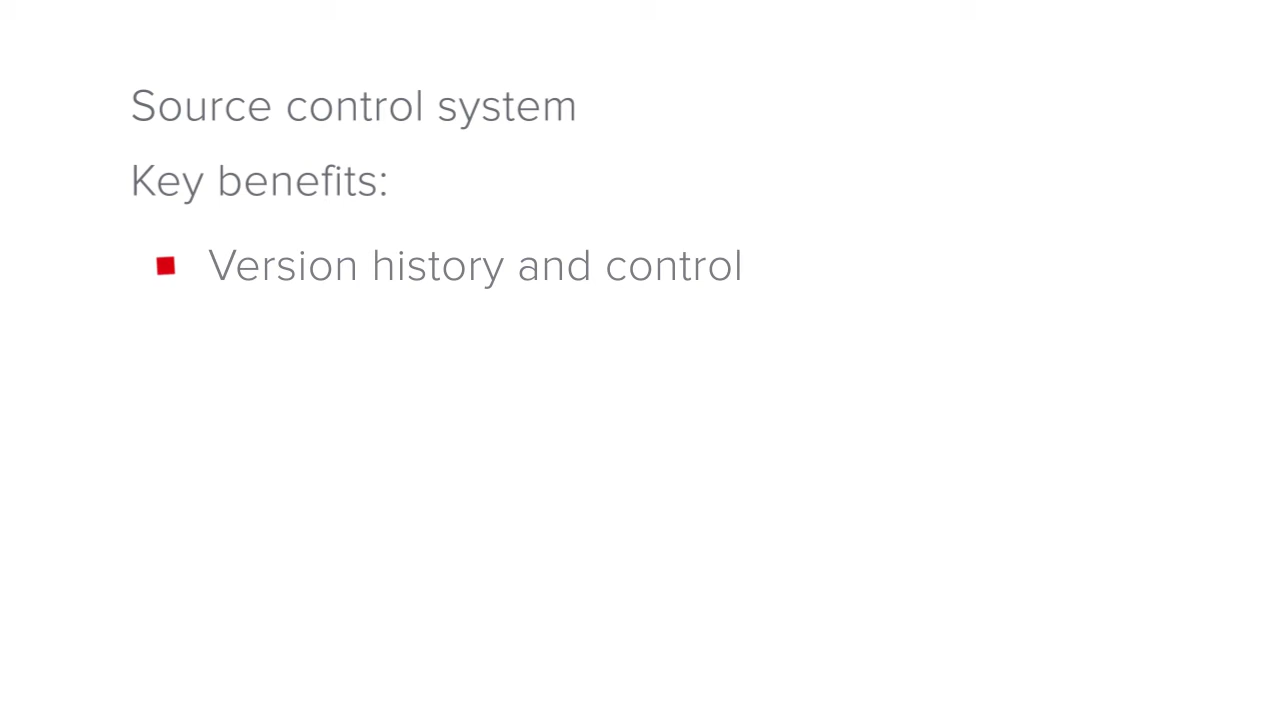 Source control system
Key benefits:
Version history and control